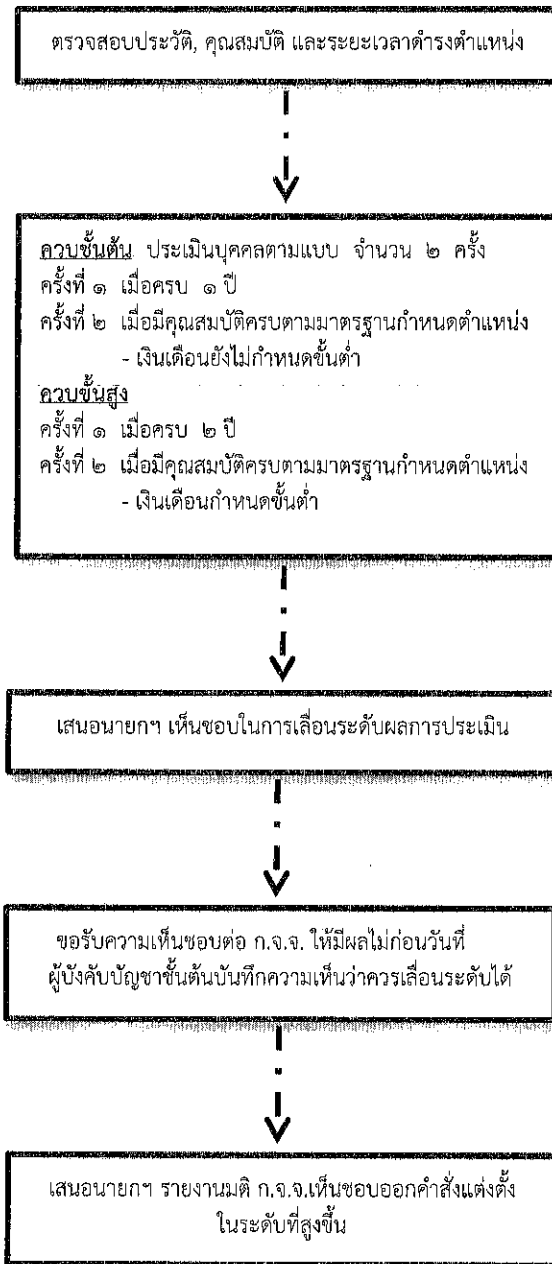 ตรวจสอบประวัติ, คุณสมบัติ และระยะเวลาดำรงตำแหน่ง
ควบชั้นต้น ประเมินบุคคลตามแบบ จำนวน ๒ ครั้ง
ครั้งที่ ๑ เมื่อครบ ๑ ปี
ครั้งที่ ๒ เมื่อมีคุณสมบัติครบตามมาตรฐานกำหนดตำแหน่ง
- เงินเดือนยังไม่กำหนดขั้นต่ำ
ควบขั้นสูง
ครั้งที่ ๑ เมื่อครบ ๒ ปี
ครั้งที่ ๒ เมื่อมีคุณสมบัติครบตามมาตรฐานกำหนดตำแหน่ง
- เงินเดือนกำหนดขั้นต่ำ
เสนอนายกฯ เห็นชอบในการเลื่อนระดับผลการประเมิน
ขอรับความเห็นชอบต่อ ก.จ.จ. ให้มีผลไม่ก่อนวันที่
ผู้บังคับบัญชาชั้นต้นบันทึกความเห็นว่าควรเลื่อนระดับได้
เสนอนายกฯ รายงานมติ ก.จ.จ.เห็นชอบออกคำสั่งแต่งตั้ง
ในระดับที่สูงขึ้น